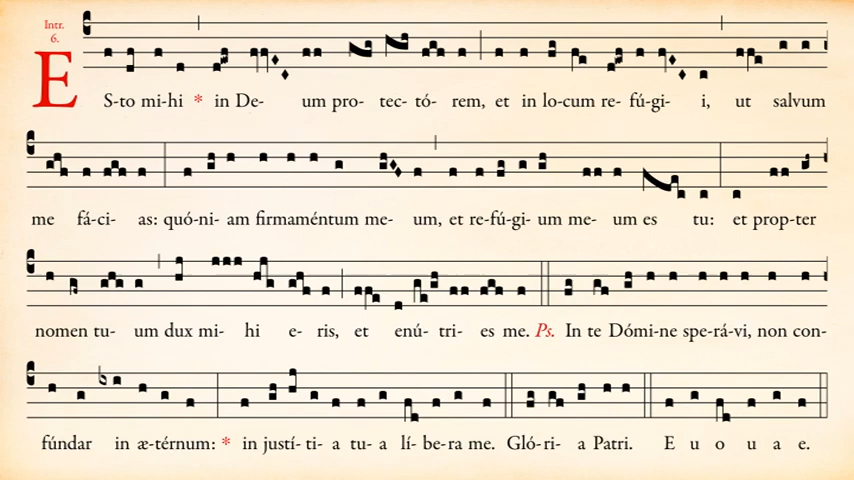 Intr.
6.
ES-to mi-hi * in De- um pro- tec- tó- rem, et in lo-cum re- fú-gi- i, ut salvum
me fá-ci- as: quó-ni- am firmaméntum me- um, et re-fú-gi- um me- um es tu: et prop-ter
nomen tu- um dux mi- hi e- ris, et enú- tri- es me. Ps. In te Dómi-ne spe-rá-vi, non con-
fúndar in æ-térnum: * in justí- ti- a tu- a lí- be-ra me. Gló-ri- a Patri. E u o u a e.